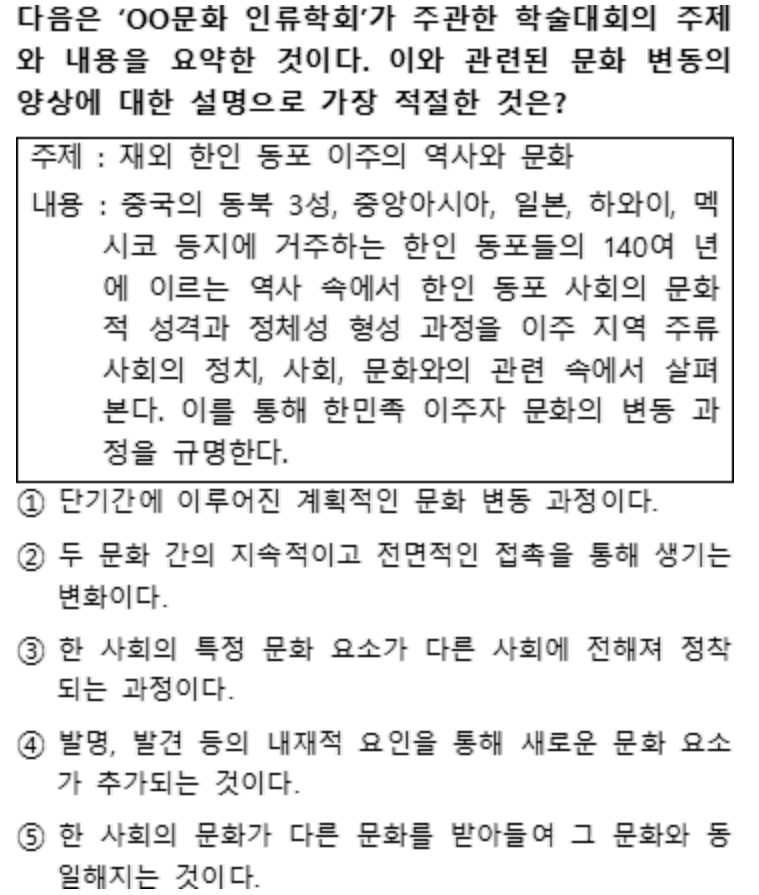 다음은 ‘OO문화 인류학회’가 주관한 학술대회의 주제
와 내용을 요약한 것이다. 이와 관련된 문화 변동의
양상에 대한 설명으로 가장 적절한 것은?
주제 : 재외 한인 동포 이주의 역사와 문화
내용 : 중국의 동북 3성, 중앙아시아, 일본, 하와이, 멕
시코 등지에 거주하는 한인 동포들의 140여 년
에 이르는 역사 속에서 한인 동포 사회의 문화
적 성격과 정체성 형성 과정을 이주 지역 주류
사회의 정치, 사회, 문화와의 관련 속에서 살펴
본다. 이를 통해 한민족 이주자 문화의 변동 과
정을 규명한다.
① 단기간에 이루어진 계획적인 문화 변동 과정이다.
② 두 문화 간의 지속적이고 전면적인 접촉을 통해 생기는
변화이다.
③ 한 사회의 특정 문화 요소가 다른 사회에 전해져 정착
되는 과정이다.
④ 발명, 발견 등의 내재적 요인을 통해 새로운 문화 요소
가 추가되는 것이다.
⑤ 한 사회의 문화가 다른 문화를 받아들여 그 문화와 동
일해지는 것이다.